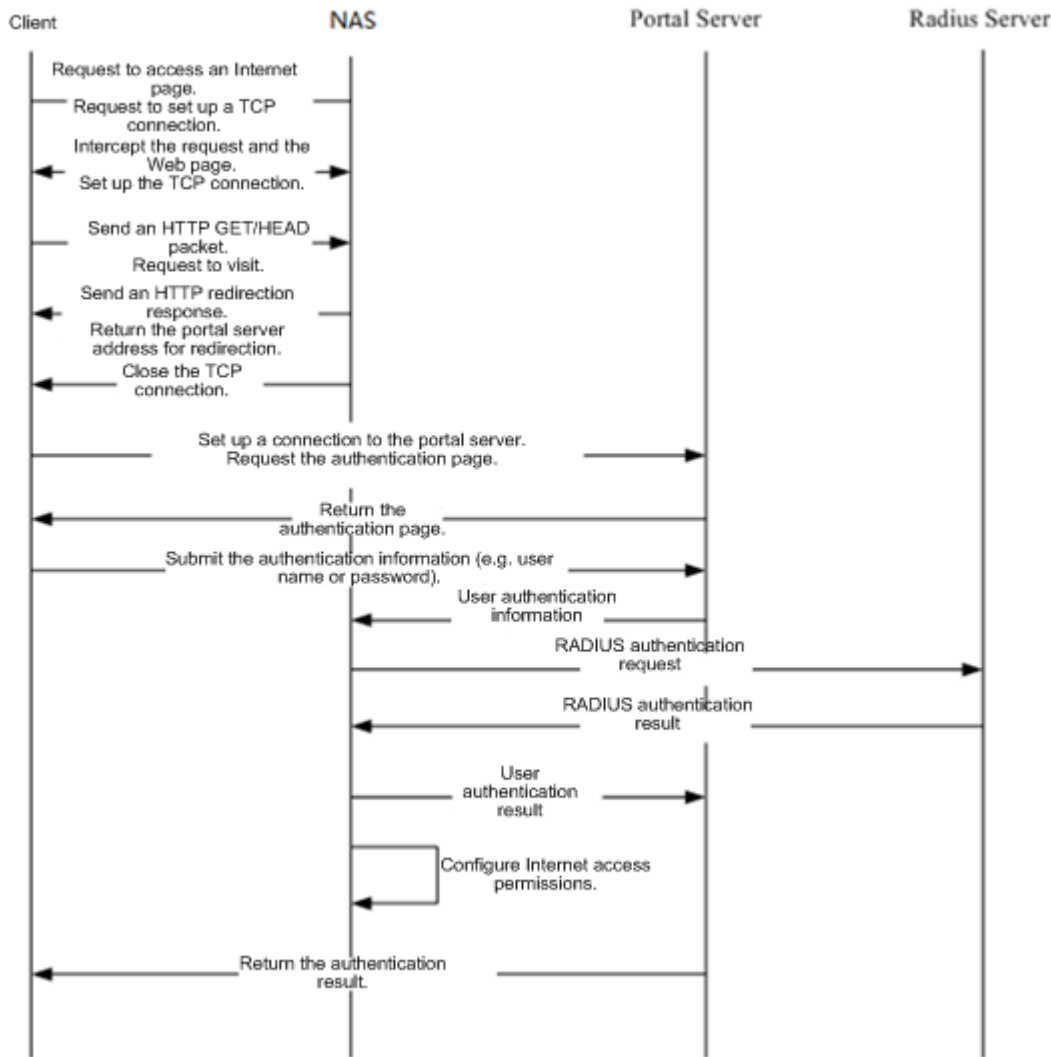 Client
NAS
Portal Server
Radius Server
Request to access an Internet
page.
Request to set up a TCP
connection.
Intercept the request and the
Web page.
Set up the TCP connection.
Send an HTTP GET/HEAD
packet.
Request to visit.
Send an HTTP redirection
response.
Return the portal server
address for redirection.
Close the TCP
connection.
Set up a connection to the portal server.
Request the authentication page.
Return the
authentication page.
Submit the authentication information (e.g. user
name or password).
User authentication
information
RADIUS authentication
request
RADIUS authentication
result
User
authentication
result
Configure Internet access
permissions.
Return the authentication
result.